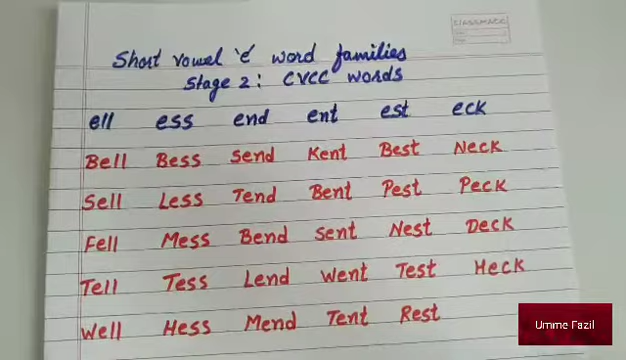 CLASSMATE
Short vowel 'e' word families
Stage 2: CVCC words
ell ess end ent est eck
Bell Bess Send Kent Best Neck
Sell Less Tend Bent Pest Peck
Fell Mess Bend Sent Nest Deck
Tell Tess Lend Went Test Heck
Well Hess Mend Tent Rest
Umme Fazil